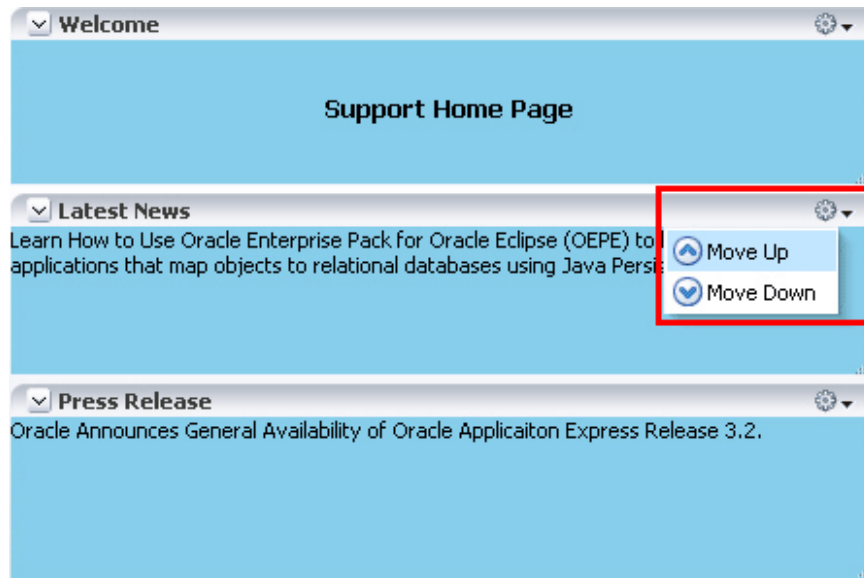 Welcome
Support Home Page
Latest News
Learn How to Use Oracle Enterprise Pack for Oracle Eclipse (OEPE) to
applications that map objects to relational databases using Java
Move Up
Move Down
Press Release
Oracle Announces General Availability of Oracle Applicaiton Express Release 3.2.